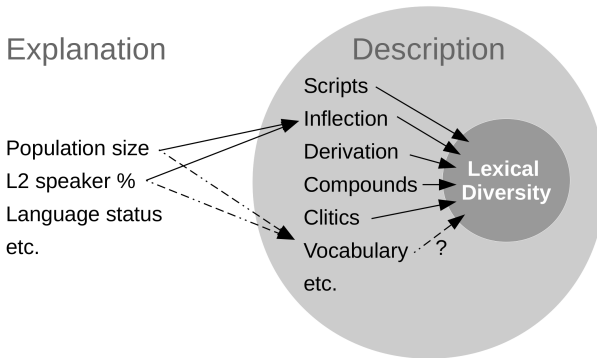 Explanation
Population size
L2 speaker %
Language status
etc.
Description
Scripts
Inflection
Derivation
Compounds
Clitics
Vocabulary
?
etc.
Lexical
Diversity